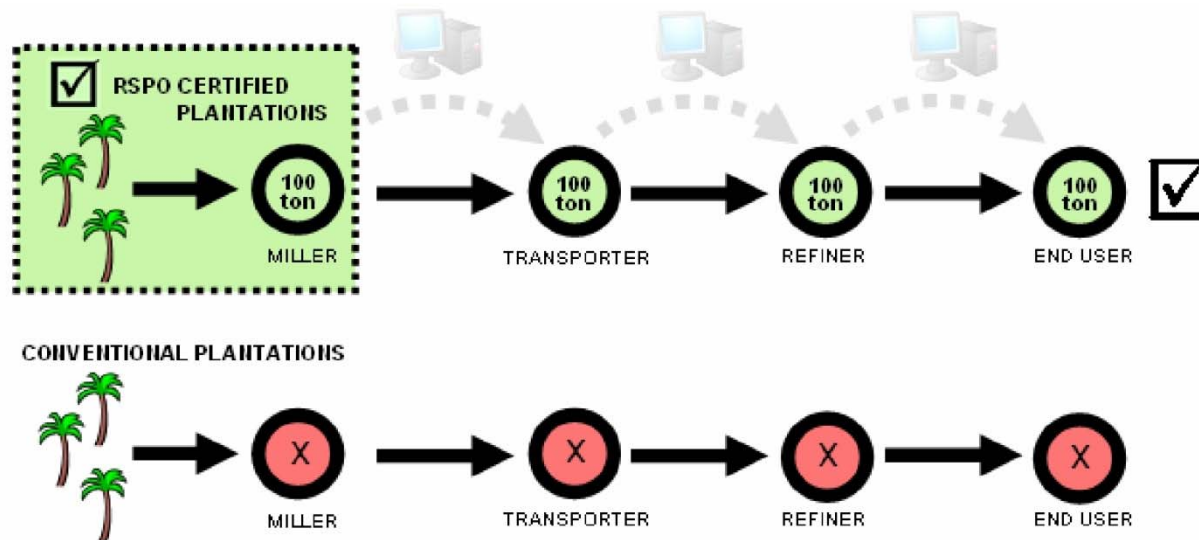 RSPO CERTIFIED
PLANTATIONS
100
ton
100
ton
100
ton
100
ton
MILLER
TRANSPORTER
REFINER
END USER
CONVENTIONAL PLANTATIONS
X
X
X
X
MILLER
TRANSPORTER
REFINER
END USER